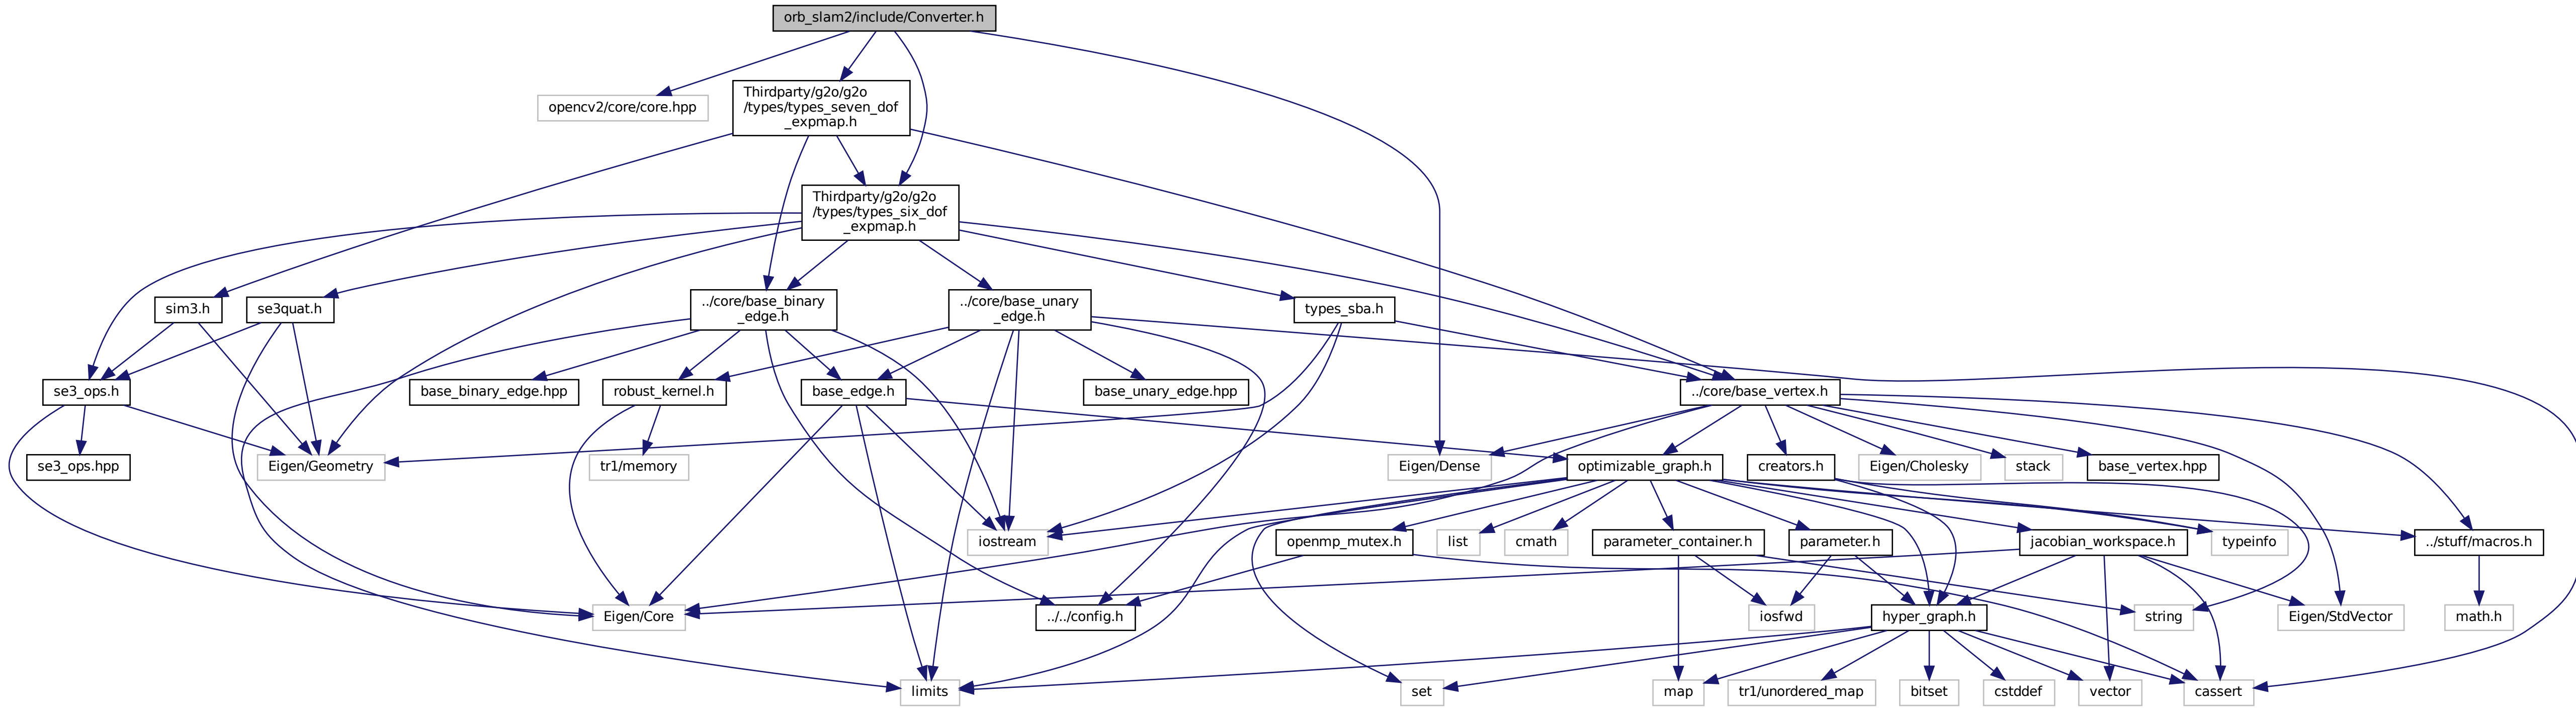 orb_slam2/include/Converter.h
opencv2/core/core.hpp
Thirdparty/g2o/g2o
/types/types_seven_dof
_expmap.h
Thirdparty/g2o/g2o
/types/types_six_dof
_expmap.h
sim3.h
se3quat.h
../core/base_binary
_edge.h
../core/base_unary
_edge.h
types_sba.h
se3_ops.h
base_binary_edge.hpp
robust_kernel.h
base_edge.h
base_unary_edge.hpp
../core/base_vertex.h
se3_ops.hpp
Eigen/Geometry
tr1/memory
Eigen/Dense
optimizable_graph.h
creators.h
Eigen/Cholesky
stack
base_vertex.hpp
iostream
openmp_mutex.h
list
cmath
parameter_container.h
parameter.h
jacobian_workspace.h
typeinfo
../stuff/macros.h
Eigen/Core
../../config.h
iosfwd
hyper_graph.h
string
Eigen/StdVector
math.h
limits
set
map
tr1/unordered_map
bitset
cstddef
vector
cassert